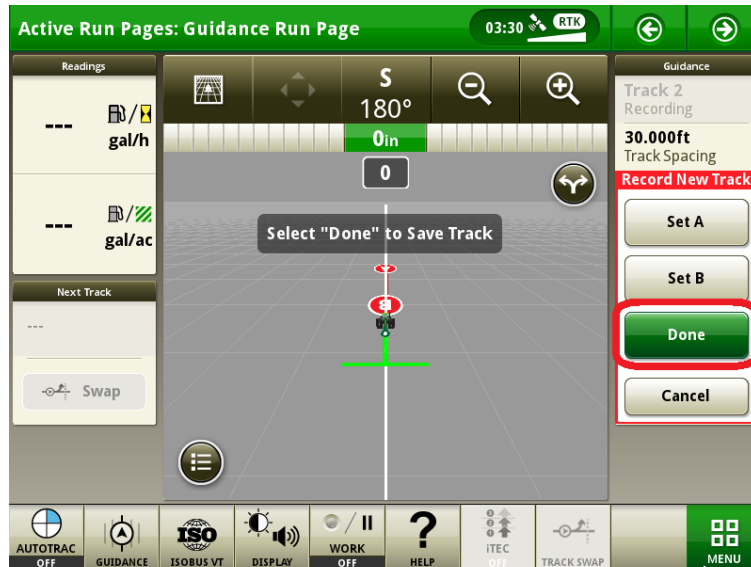 Active Run Pages: Guidance Run Page
03:30
RTK
Readings
---
gal/h
---
gal/ac
Next Track
---
Swap
S
180°
0in
0
Select "Done" to Save Track
B
Guidance
Track 2
Recording
30.000ft
Track Spacing
Record New Track
Set A
Set B
Done
Cancel
AUTOTRAC
OFF
GUIDANCE
ISO
ISOBUS VT
DISPLAY
WORK
OFF
?
HELP
iTEC
OFF
TRACK SWAP
MENU